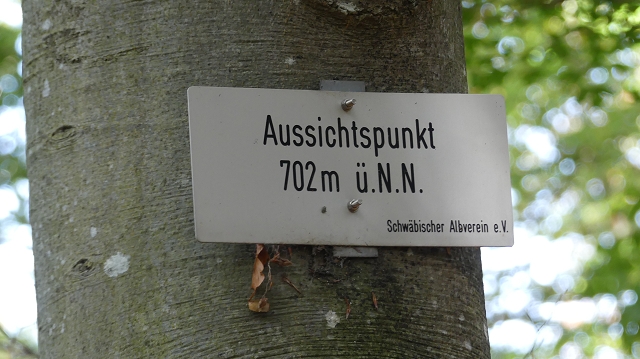 Aussichtspunkt
702m ü.N.N.
Schwäbischer Albverein e.V.